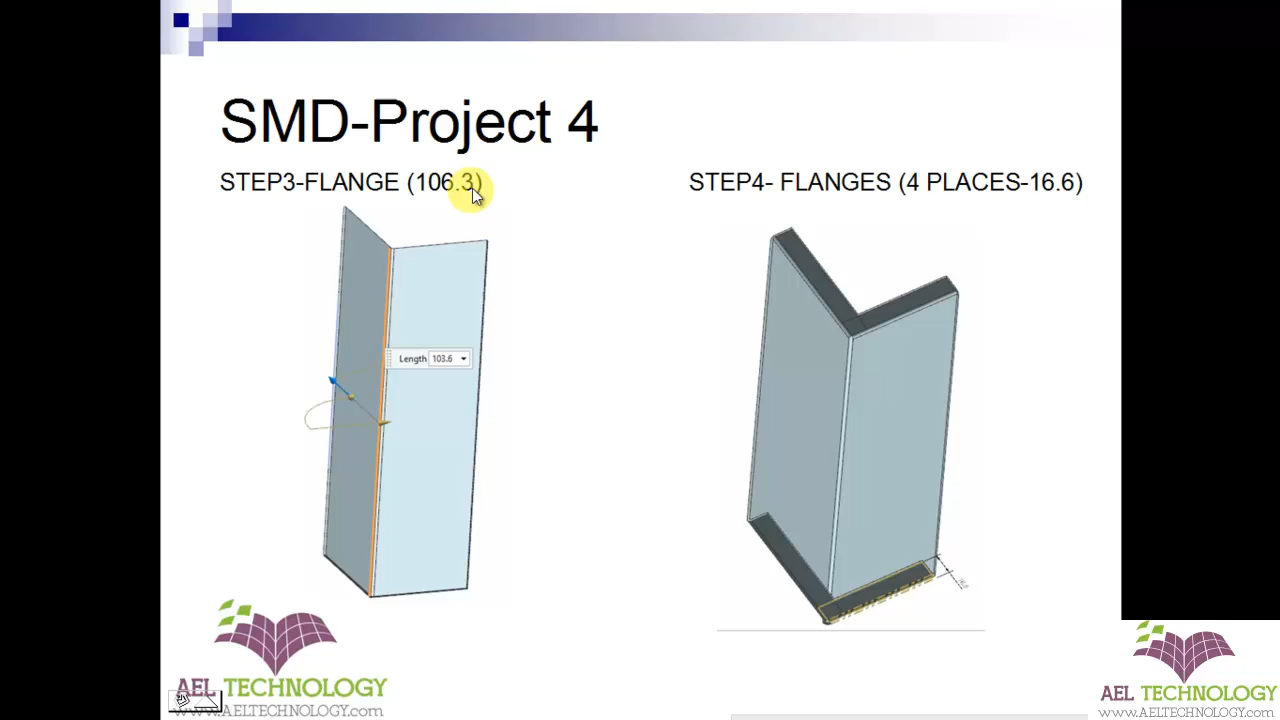 SMD-Project 4
STEP3-FLANGE (106.3)
STEP4- FLANGES (4 PLACES-16.6)
Length 103.6
AEL TECHNOLOGY
www.AELTECHNOLOGY.com
AEL TECHNOLOGY
www.AELTECHNOLOGY.com